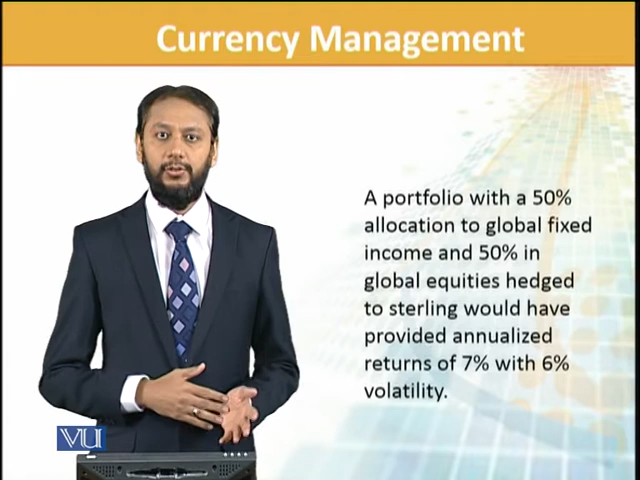 Currency Management
A portfolio with a 50%
allocation to global fixed
income and 50% in
global equities hedged
to sterling would have
provided annualized
returns of 7% with 6%
volatility.
VU